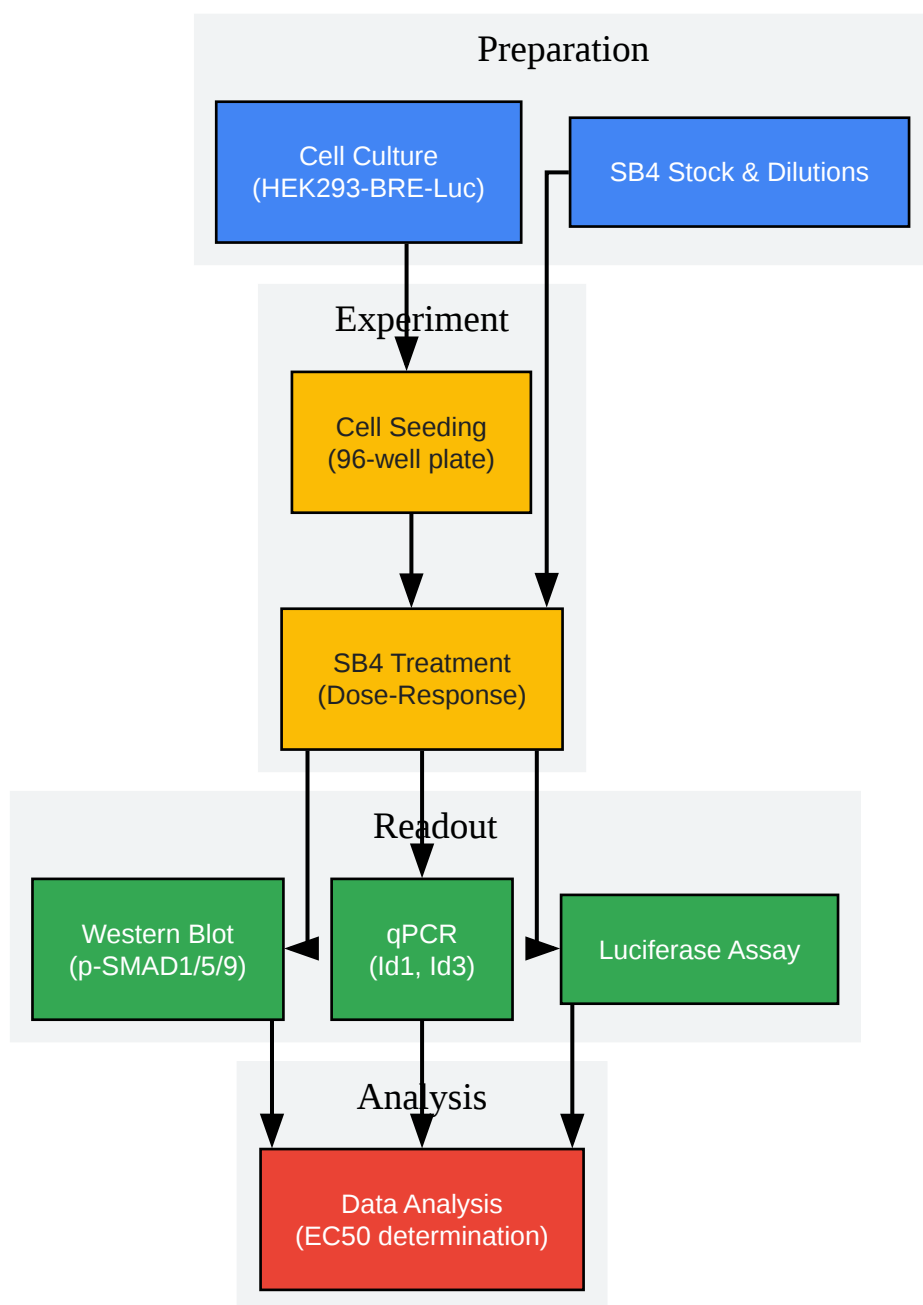 Preparation
Cell Culture
(HEK293-BRE-Luc)
SB4 Stock & Dilutions
Experiment
Cell Seeding
(96-well plate)
SB4 Treatment
(Dose-Response)
Readout
Western Blot
(p-SMAD1/5/9)
qPCR
(Id1, Id3)
Luciferase Assay
Analysis
Data Analysis
(EC50 determination)